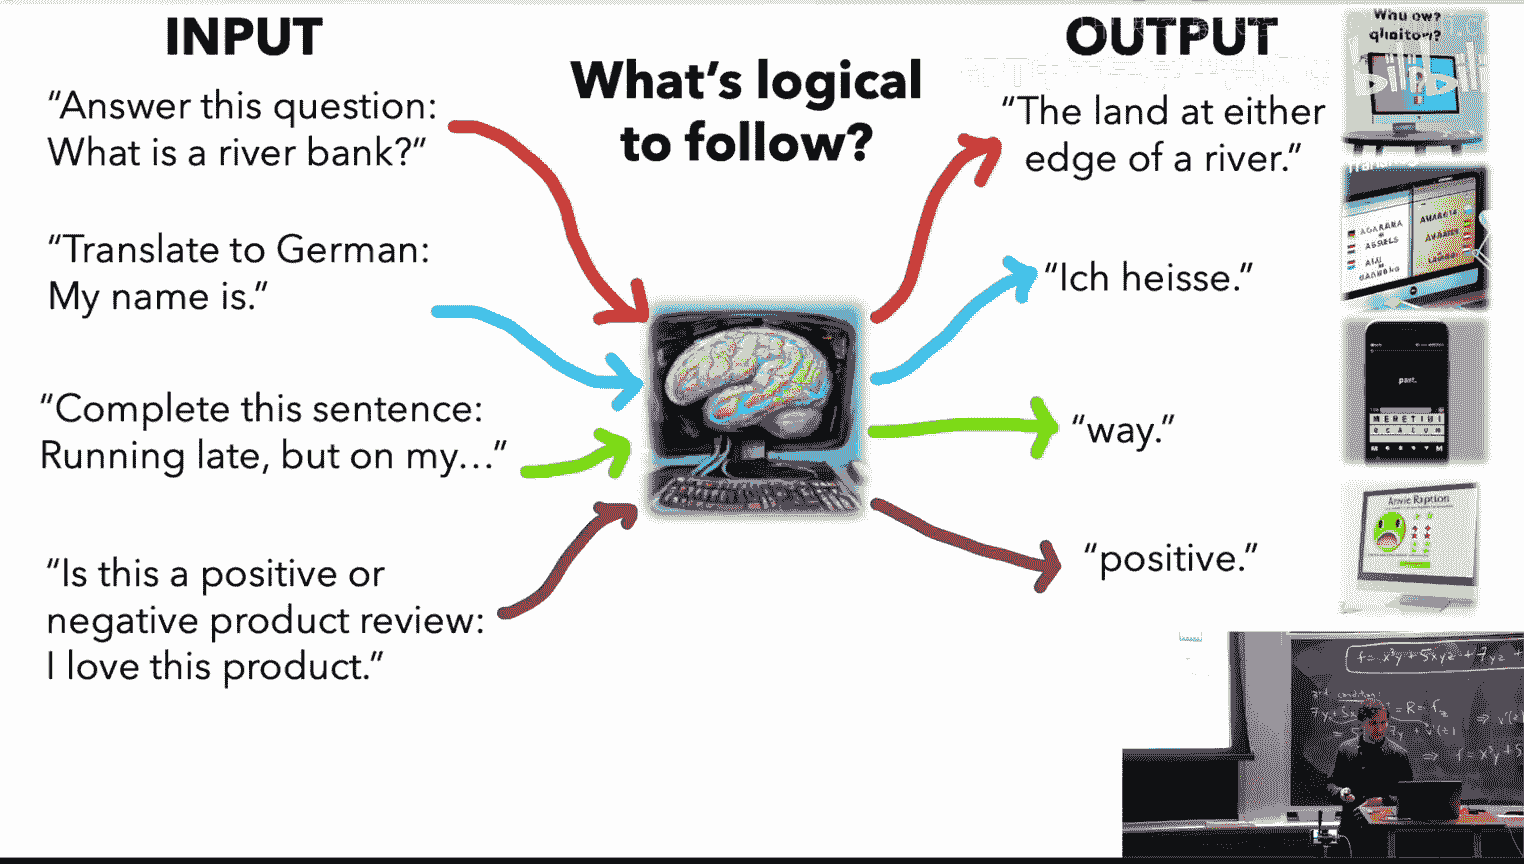 INPUT
"Answer this question:
What is a river bank?"
"Translate to German:
My name is."
"Complete this sentence:
Running late, but on my..."
"Is this a positive or
negative product review:
I love this product."
What's logical
to follow?
OUTPUT
"The land at either
edge of a river."
"Ich heisse."
"way."
"positive."
bilibili
past.